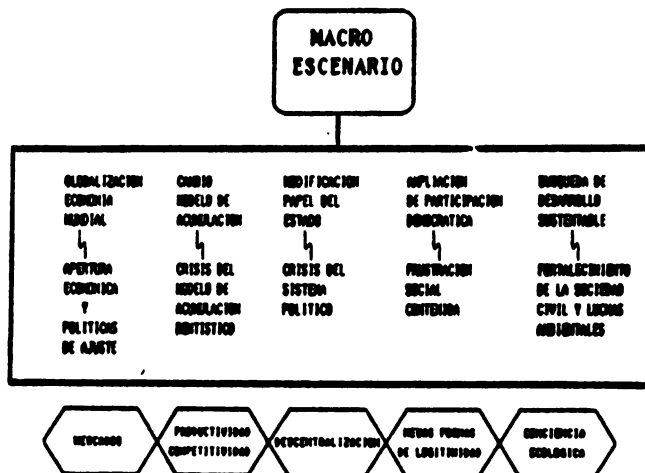 MACRO
ESCENARIO
GLOBALIZACION
ECONOMIA
MUNDIAL
APERTURA
ECONOMICA
Y
POLITICAS
DE AJUSTE
CAMBIO
MODELO DE
ACUMULACION
CRISIS DEL
MODELO DE
ACUMULACION
RENTISTICO
MODIFICACION
PAPEL DEL
ESTADO
CRISIS DEL
SISTEMA
POLITICO
AMPLIACION
DE PARTICIPACION
DEMOCRATICA
FRUSTRACION
SOCIAL
CONTENIDA
BUSQUEDA DE
DESARROLLO
SUSTENTABLE
FORTALECIMIENTO
DE LA SOCIEDAD
CIVIL Y LUCHAS
AMBIENTALES
MERCADOS
PRODUCTIVIDAD
COMPETITIVIDAD
DESCENTRALIZACION
FORMAS
DE LEGITIMIDAD
CONCIENCIA
ECOLOGICA